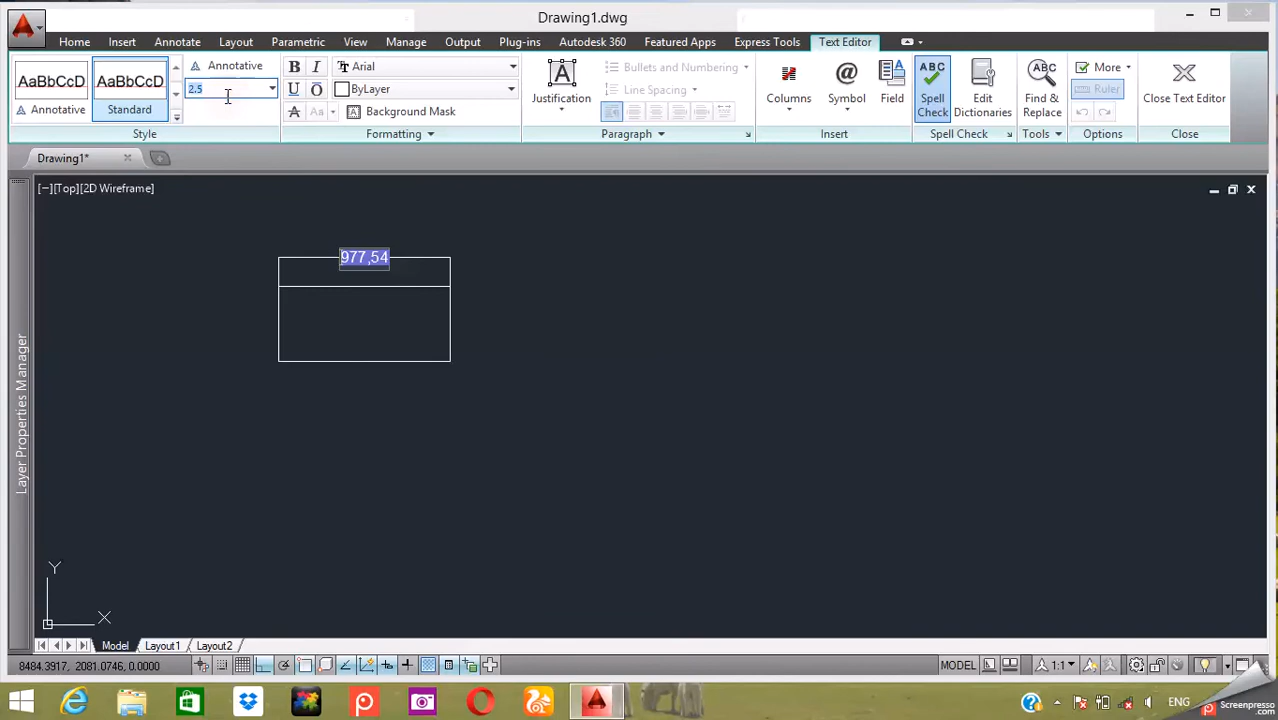 Drawing1.dwg
Home Insert Annotate Layout Parametric View Manage Output Plug-ins Autodesk 360 Featured Apps Express Tools Text Editor
AaBbCcD AaBbCcD Annotative
2.5
Annotative Standard
Style
B I Arial
U O ByLayer
A Aa Background Mask
Formatting
A
Justification
Bullets and Numbering
Line Spacing
Paragraph
@
Columns Symbol Field
Insert
ABC
Spell Check
Edit Dictionaries
Spell Check
Find & Replace
Tools
More
Ruler
Options
Close Text Editor
Close
Drawing1*
[−][Top][2D Wireframe]
977,54
Layer Properties Manager
Y
X
Model Layout1 Layout2
8484.3917, 2081.0746, 0.0000
MODEL
1:1
ENG
Screenpresso
.com